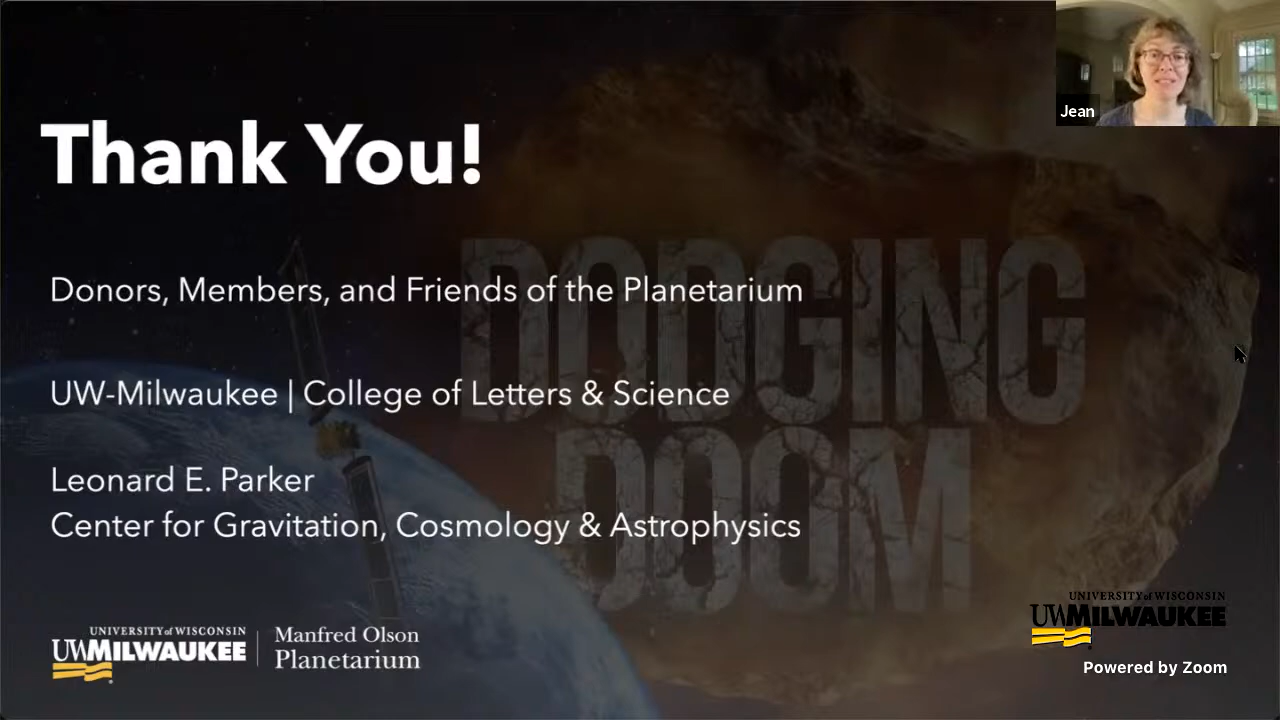 Jean
Thank You!
DODGING
DOOM
Donors, Members, and Friends of the Planetarium
UW-Milwaukee | College of Letters & Science
Leonard E. Parker
Center for Gravitation, Cosmology & Astrophysics
UNIVERSITY of WISCONSIN
UWMILWAUKEE
Manfred Olson
Planetarium
UNIVERSITY of WISCONSIN
UWMILWAUKEE
Powered by Zoom